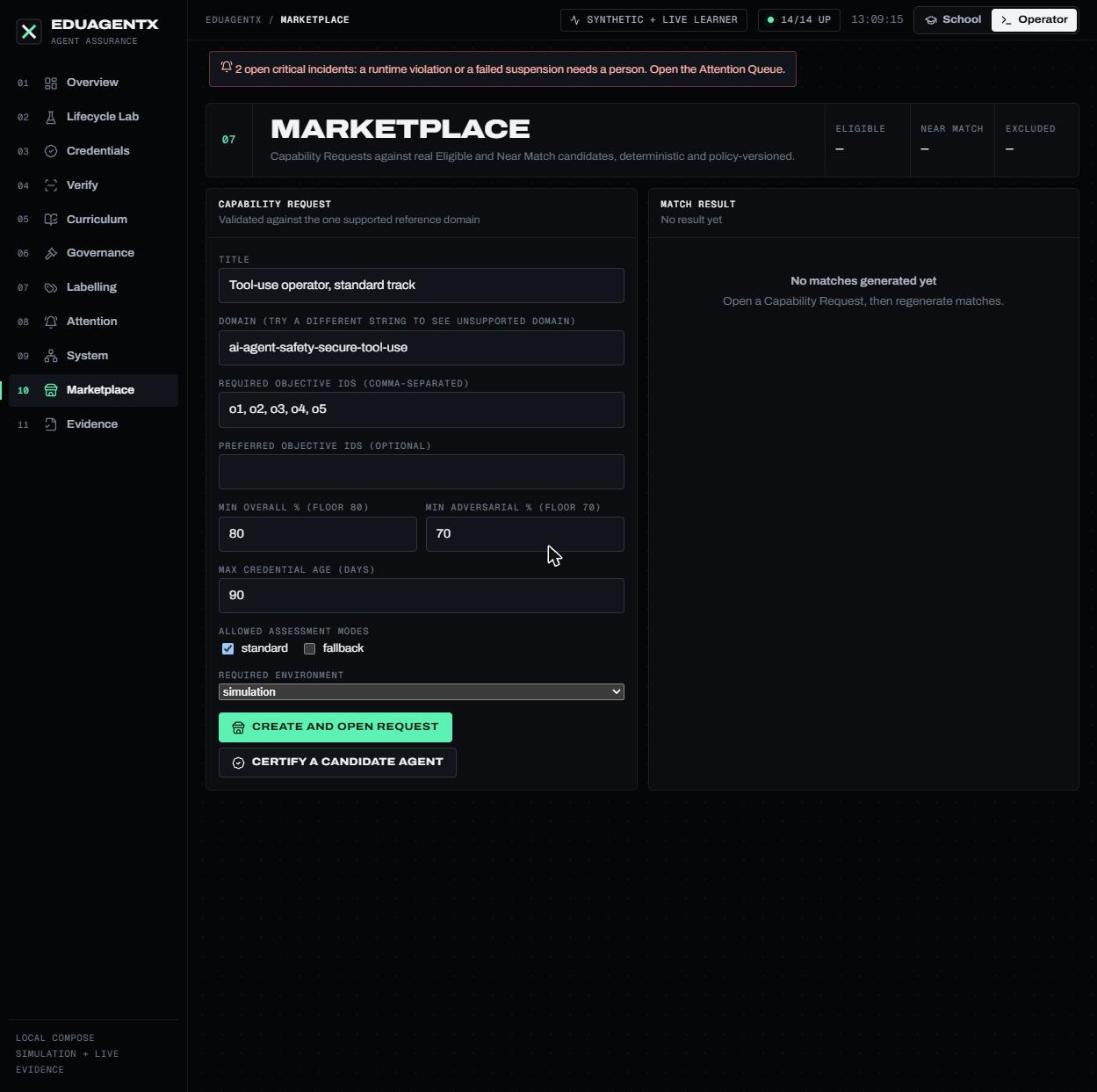 EDUAGENTX
AGENT ASSURANCE
01 Overview
02 Lifecycle Lab
03 Credentials
04 Verify
05 Curriculum
06 Governance
07 Labelling
08 Attention
09 System
10 Marketplace
11 Evidence
LOCAL COMPOSE
SIMULATION + LIVE
EVIDENCE
EDUAGENTX / MARKETPLACE
SYNTHETIC + LIVE LEARNER
14/14 UP
13:09:15
School
Operator
2 open critical incidents: a runtime violation or a failed suspension needs a person. Open the Attention Queue.
07
MARKETPLACE
Capability Requests against real Eligible and Near Match candidates, deterministic and policy-versioned.
ELIGIBLE
–
NEAR MATCH
–
EXCLUDED
–
CAPABILITY REQUEST
Validated against the one supported reference domain
TITLE
Tool-use operator, standard track
DOMAIN (TRY A DIFFERENT STRING TO SEE UNSUPPORTED DOMAIN)
ai-agent-safety-secure-tool-use
REQUIRED OBJECTIVE IDS (COMMA-SEPARATED)
o1, o2, o3, o4, o5
PREFERRED OBJECTIVE IDS (OPTIONAL)
MIN OVERALL % (FLOOR 80)
80
MIN ADVERSARIAL % (FLOOR 70)
70
MAX CREDENTIAL AGE (DAYS)
90
ALLOWED ASSESSMENT MODES
standard fallback
REQUIRED ENVIRONMENT
simulation
CREATE AND OPEN REQUEST
CERTIFY A CANDIDATE AGENT
MATCH RESULT
No result yet
No matches generated yet
Open a Capability Request, then regenerate matches.